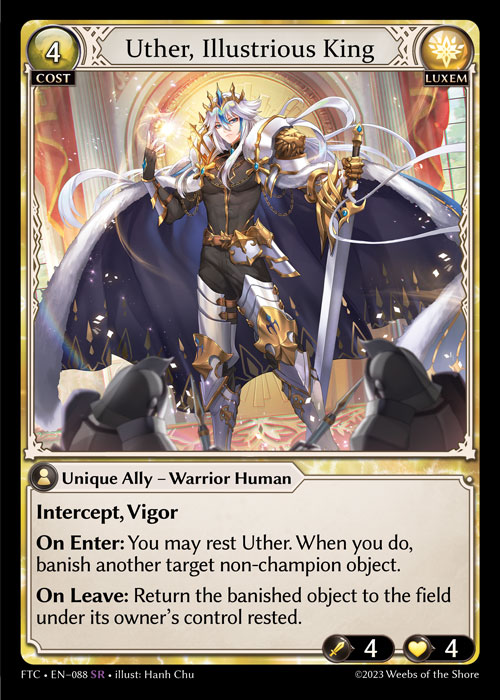 4 Uther, Illustrious King
COST LUXEM
Unique Ally – Warrior Human
Intercept, Vigor
On Enter: You may rest Uther. When you do,
banish another target non-champion object.
On Leave: Return the banished object to the field
under its owner's control rested.
4 4
FTC • EN–088 SR • illust: Hanh Chu ©2023 Weebs of the Shore